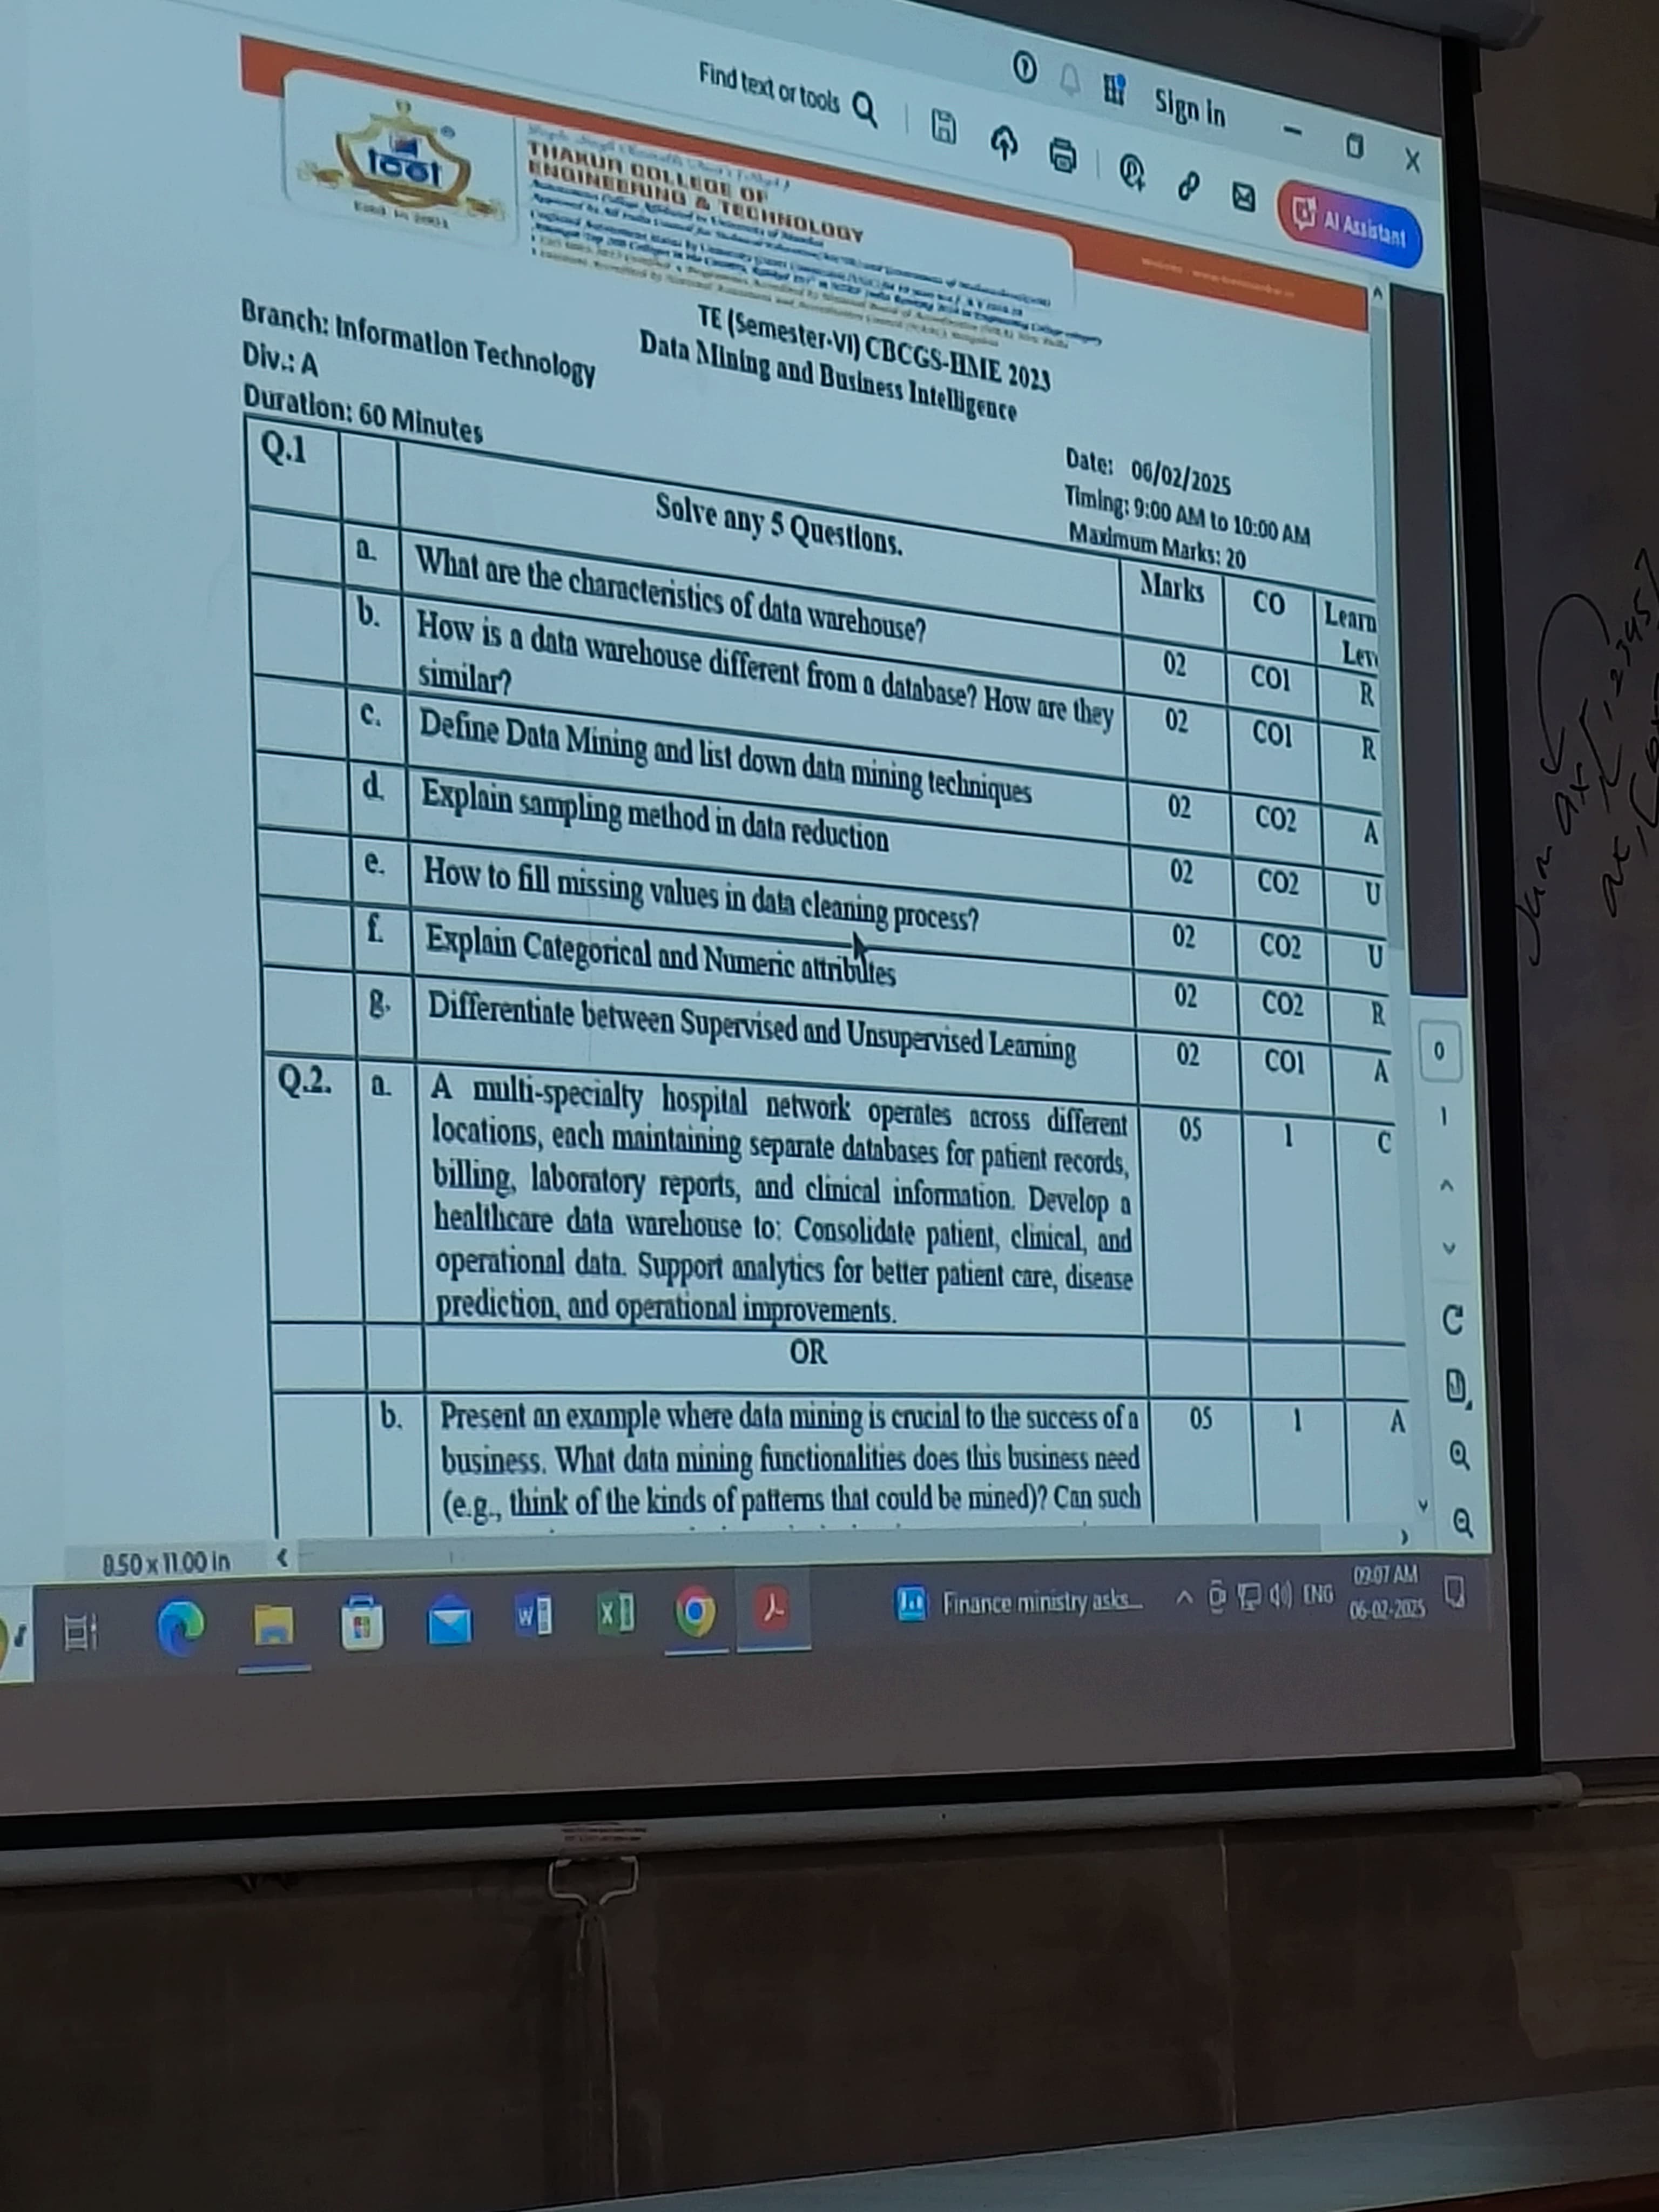 Find text or tools
Sign in
AI Assistant
tcet
Estd. in 2001
THAKUR COLLEGE OF
ENGINEERING & TECHNOLOGY
TE (Semester-VI) CBCGS-HME 2023
Data Mining and Business Intelligence
Branch: Information Technology
Div.: A
Duration: 60 Minutes
Date: 06/02/2025
Timing: 9:00 AM to 10:00 AM
Maximum Marks: 20
Q.1 Solve any 5 Questions. Marks CO Learn
Lev
a. What are the characteristics of data warehouse? 02 CO1 R
b. How is a data warehouse different from a database? How are they 02 CO1 R
similar?
c. Define Data Mining and list down data mining techniques 02 CO2 A
d. Explain sampling method in data reduction 02 CO2 U
e. How to fill missing values in data cleaning process? 02 CO2 U
f. Explain Categorical and Numeric attributes 02 CO2 R
g. Differentiate between Supervised and Unsupervised Learning 02 CO1 A
Q.2. a. A multi-specialty hospital network operates across different 05 1 C
locations, each maintaining separate databases for patient records,
billing, laboratory reports, and clinical information. Develop a
healthcare data warehouse to: Consolidate patient, clinical, and
operational data. Support analytics for better patient care, disease
prediction, and operational improvements.
OR
b. Present an example where data mining is crucial to the success of a 05 1 A
business. What data mining functionalities does this business need
(e.g., think of the kinds of patterns that could be mined)? Can such
0
1
8.50 x 11.00 in
Finance ministry asks...
ENG
09:07 AM
06-02-2025